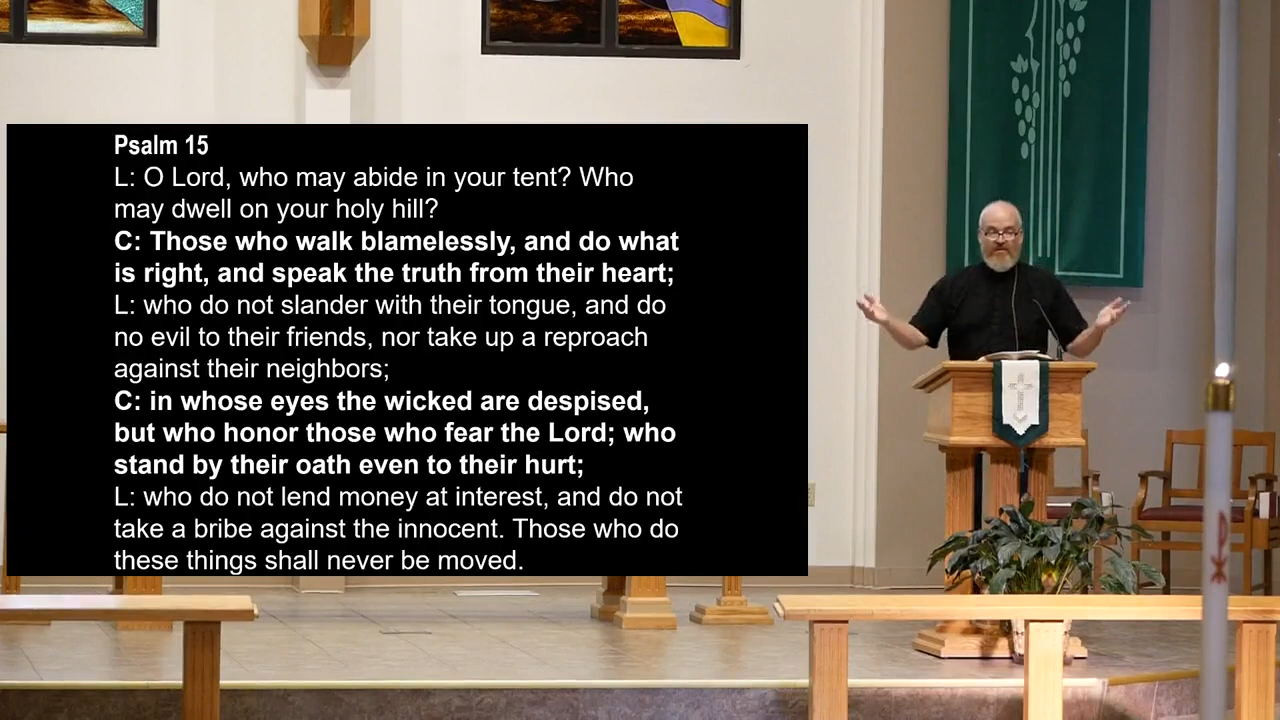 Psalm 15
L: O Lord, who may abide in your tent? Who
may dwell on your holy hill?
C: Those who walk blamelessly, and do what
is right, and speak the truth from their heart;
L: who do not slander with their tongue, and do
no evil to their friends, nor take up a reproach
against their neighbors;
C: in whose eyes the wicked are despised,
but who honor those who fear the Lord; who
stand by their oath even to their hurt;
L: who do not lend money at interest, and do not
take a bribe against the innocent. Those who do
these things shall never be moved.